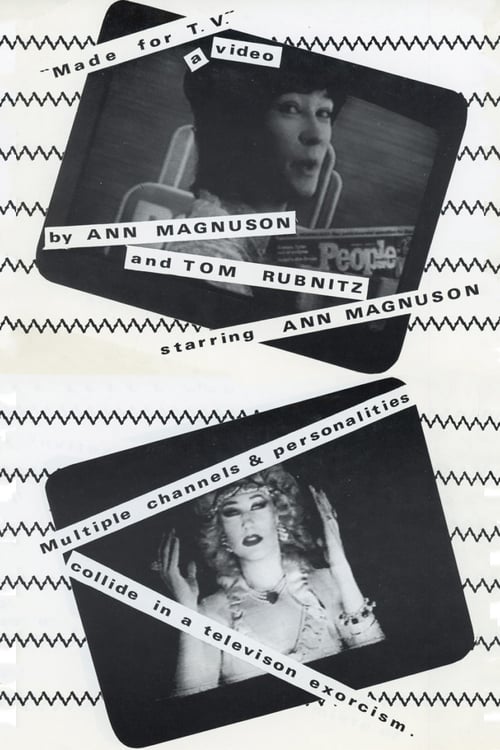 "Made for T.V."
a video
by ANN MAGNUSON
People
and TOM RUBNITZ
starring ANN MAGNUSON
Multiple channels & personalities
collide in a televison exorcism.